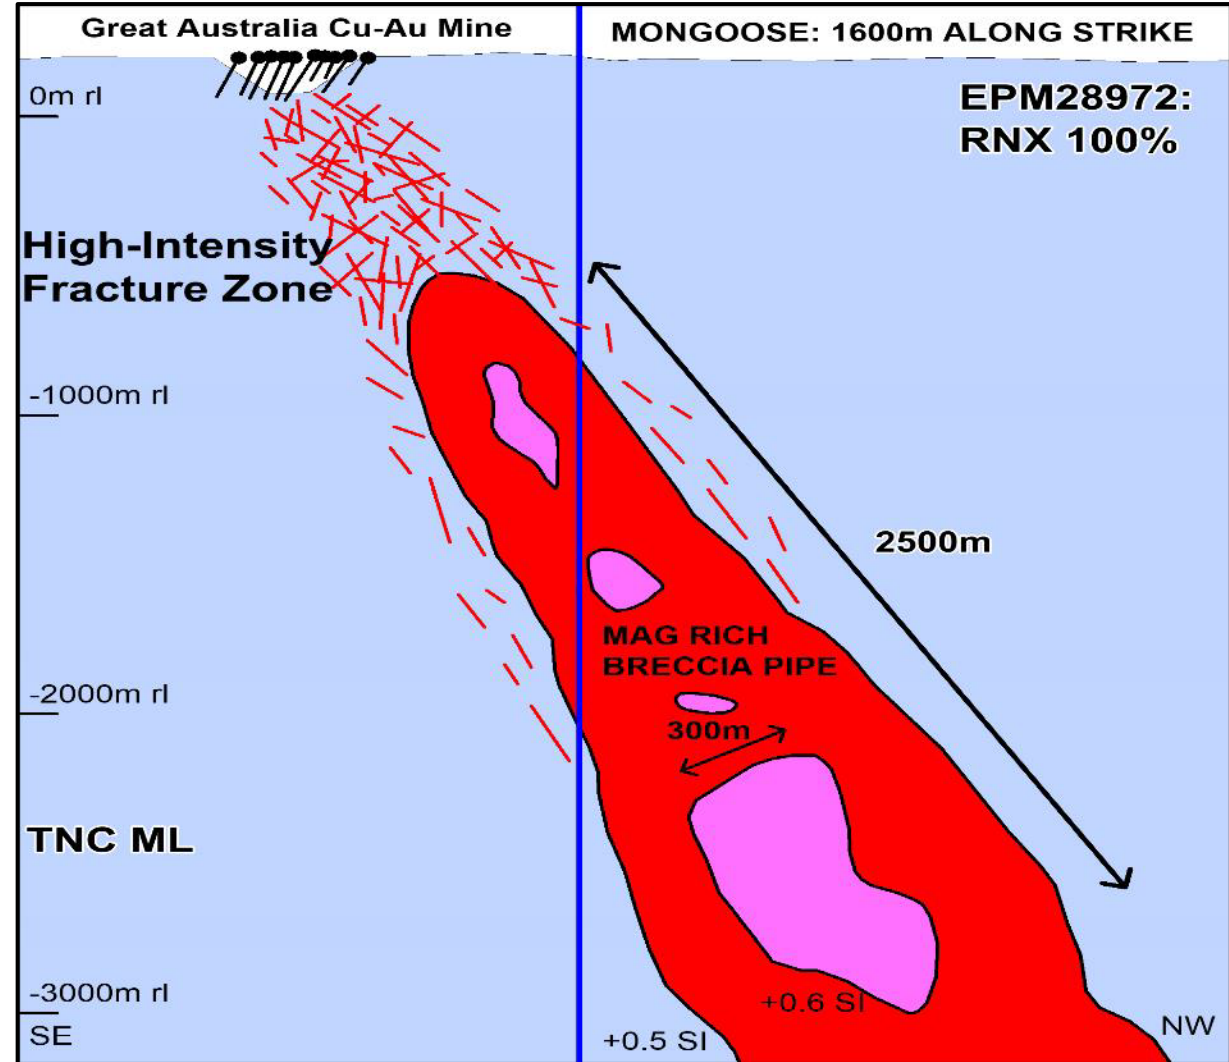 Great Australia Cu-Au Mine
MONGOOSE: 1600m ALONG STRIKE
0m rl
EPM28972:
RNX 100%
High-Intensity
Fracture Zone
-1000m rl
2500m
MAG RICH
BRECCIA PIPE
-2000m rl
300m
TNC ML
-3000m rl
+0.6 SI
SE
+0.5 SI
NW